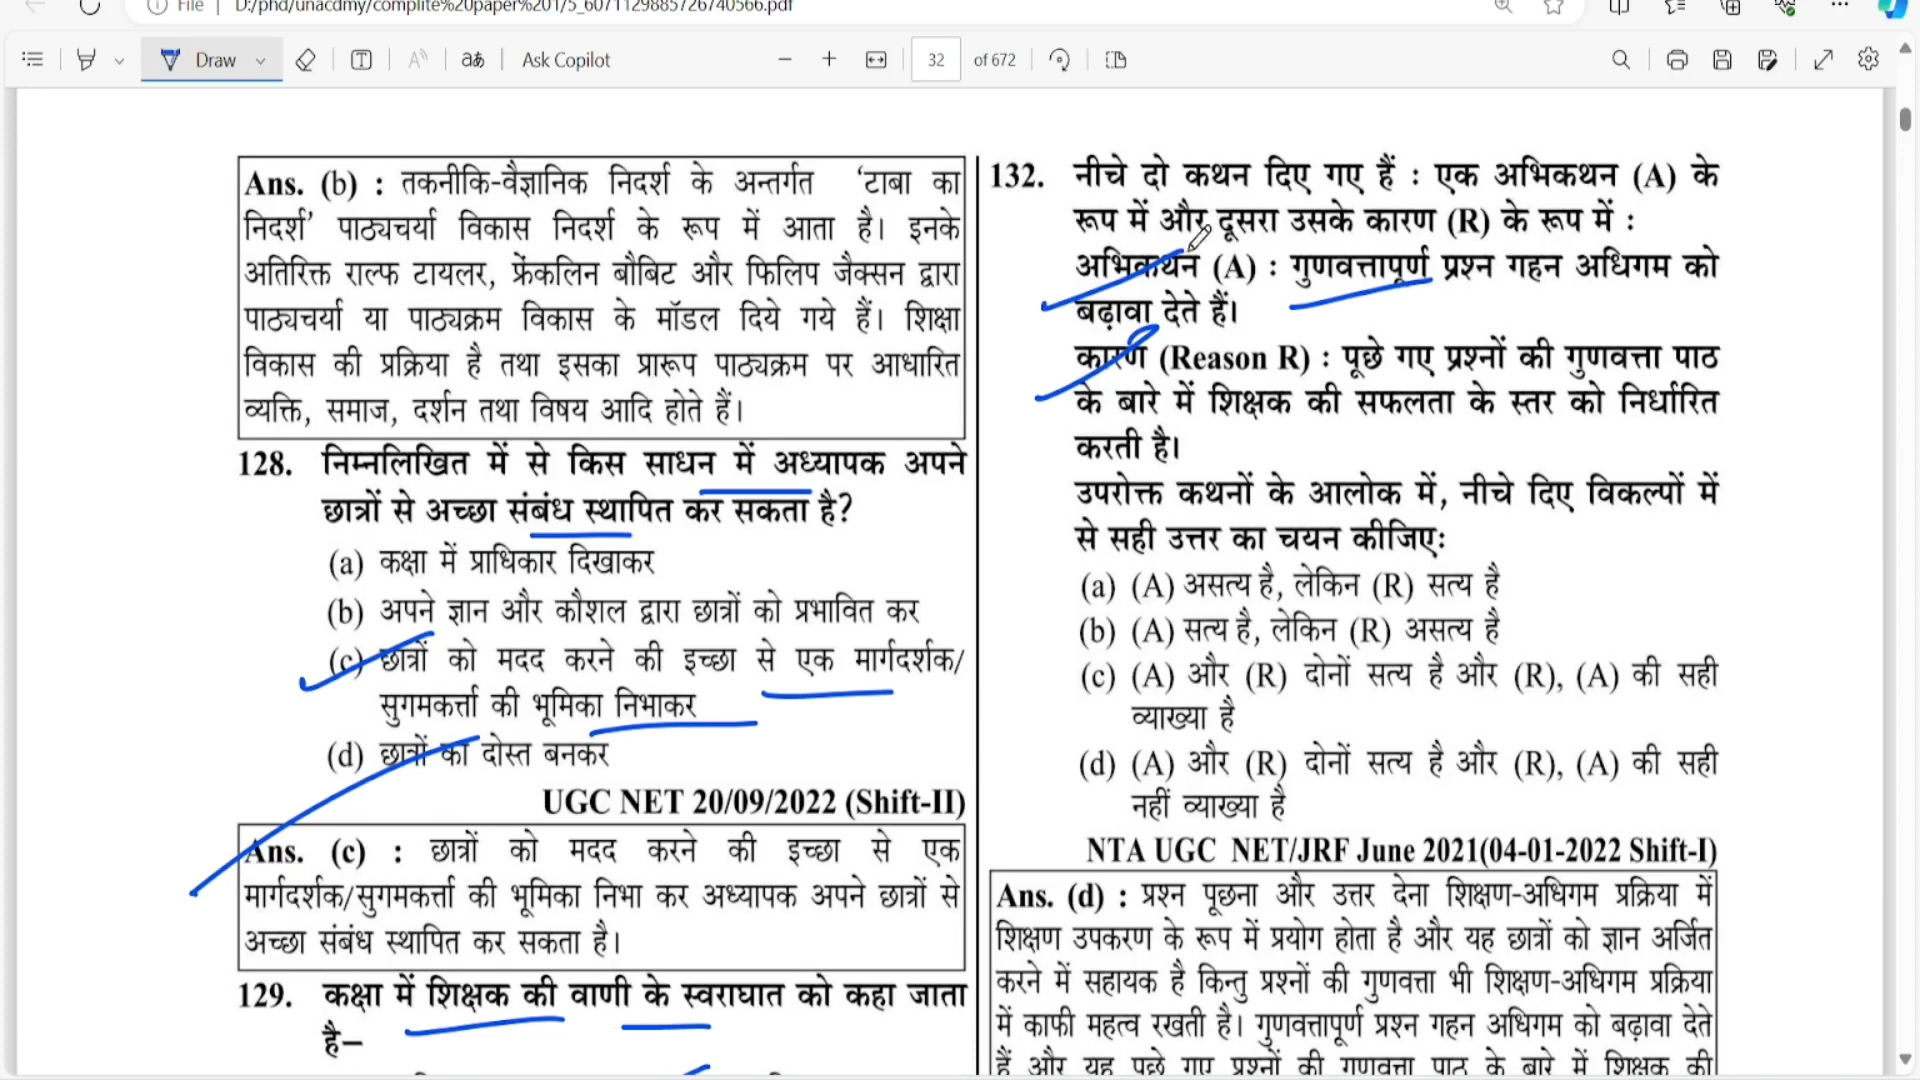 File | D:/phd/unacdmy/complite%20paper%201/5_6071129885726740566.pdf
Draw
aあ
Ask Copilot
32 of 672
Ans. (b) : तकनीकि-वैज्ञानिक निदर्श के अन्तर्गत ‘टाबा का
निदर्श’ पाठ्यचर्या विकास निदर्श के रूप में आता है। इनके
अतिरिक्त राल्फ टायलर, फ्रेंकलिन बौबिट और फिलिप जैक्सन द्वारा
पाठ्यचर्या या पाठ्यक्रम विकास के मॉडल दिये गये हैं। शिक्षा
विकास की प्रक्रिया है तथा इसका प्रारूप पाठ्यक्रम पर आधारित
व्यक्ति, समाज, दर्शन तथा विषय आदि होते हैं।
128. निम्नलिखित में से किस साधन में अध्यापक अपने
छात्रों से अच्छा संबंध स्थापित कर सकता है?
(a) कक्षा में प्राधिकार दिखाकर
(b) अपने ज्ञान और कौशल द्वारा छात्रों को प्रभावित कर
(c) छात्रों को मदद करने की इच्छा से एक मार्गदर्शक/
सुगमकर्त्ता की भूमिका निभाकर
(d) छात्रों का दोस्त बनकर
UGC NET 20/09/2022 (Shift-II)
Ans. (c) : छात्रों को मदद करने की इच्छा से एक
मार्गदर्शक/सुगमकर्त्ता की भूमिका निभा कर अध्यापक अपने छात्रों से
अच्छा संबंध स्थापित कर सकता है।
129. कक्षा में शिक्षक की वाणी के स्वराघात को कहा जाता
है–
132. नीचे दो कथन दिए गए हैं : एक अभिकथन (A) के
रूप में और दूसरा उसके कारण (R) के रूप में :
अभिकथन (A) : गुणवत्तापूर्ण प्रश्न गहन अधिगम को
बढ़ावा देते हैं।
कारण (Reason R) : पूछे गए प्रश्नों की गुणवत्ता पाठ
के बारे में शिक्षक की सफलता के स्तर को निर्धारित
करती है।
उपरोक्त कथनों के आलोक में, नीचे दिए विकल्पों में
से सही उत्तर का चयन कीजिएः
(a) (A) असत्य है, लेकिन (R) सत्य है
(b) (A) सत्य है, लेकिन (R) असत्य है
(c) (A) और (R) दोनों सत्य है और (R), (A) की सही
व्याख्या है
(d) (A) और (R) दोनों सत्य है और (R), (A) की सही
नहीं व्याख्या है
NTA UGC NET/JRF June 2021(04-01-2022 Shift-I)
Ans. (d) : प्रश्न पूछना और उत्तर देना शिक्षण-अधिगम प्रक्रिया में
शिक्षण उपकरण के रूप में प्रयोग होता है और यह छात्रों को ज्ञान अर्जित
करने में सहायक है किन्तु प्रश्नों की गुणवत्ता भी शिक्षण-अधिगम प्रक्रिया
में काफी महत्व रखती है। गुणवत्तापूर्ण प्रश्न गहन अधिगम को बढ़ावा देते
हैं और यह पूछे गए प्रश्नों की गुणवत्ता पाठ के बारे में शिक्षक की